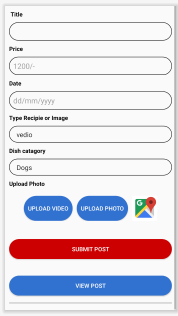 Title
Price
1200/-
Date
dd/mm/yyyy
Type Recipie or Image
vedio
Dish catagory
Dogs
Upload Photo
UPLOAD VIDEO UPLOAD PHOTO
SUBMIT POST
VIEW POST